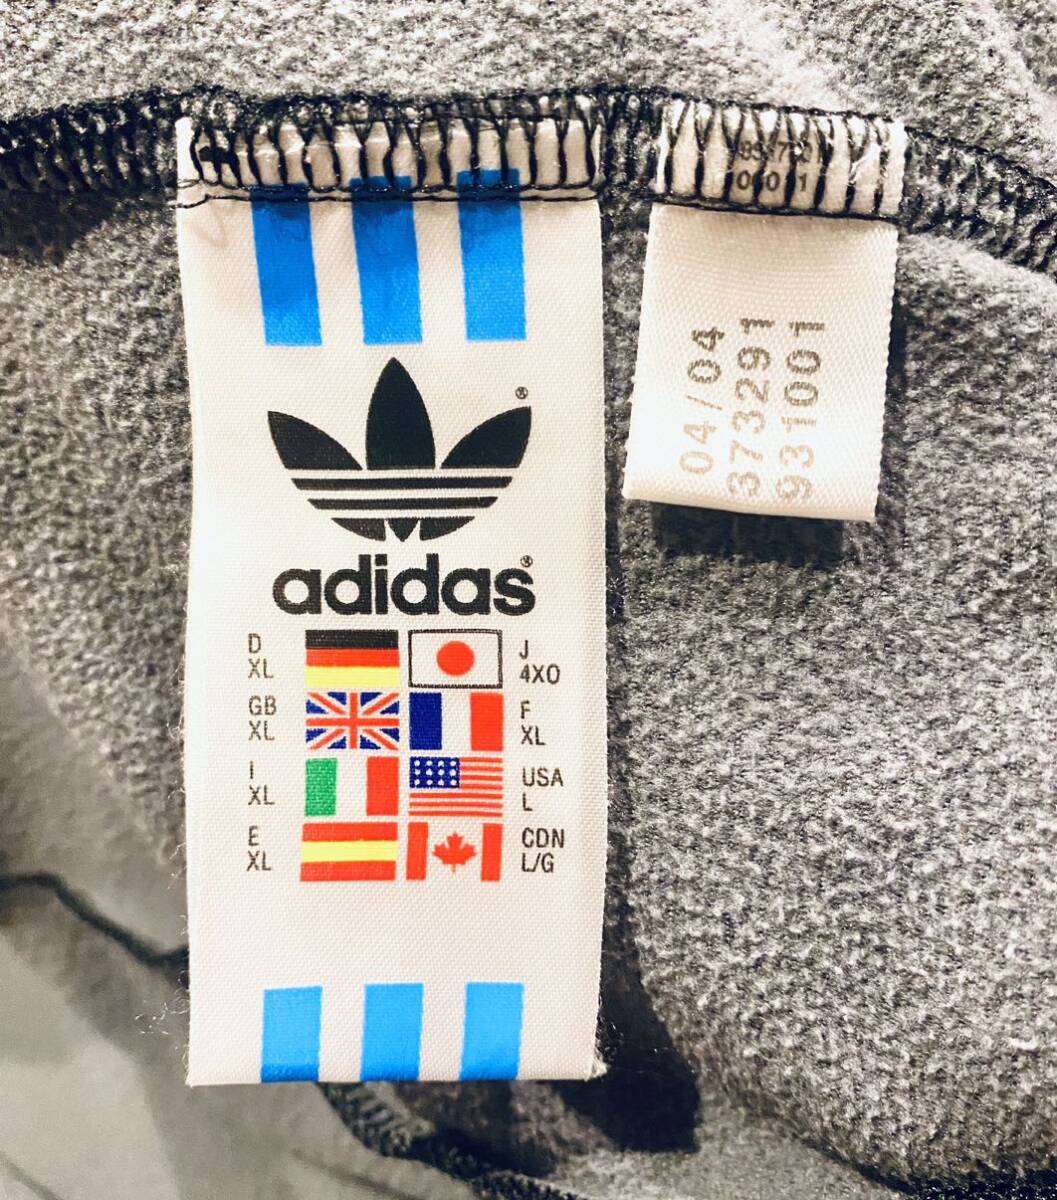 adidas
D
XL
J
4XO
GB
XL
F
XL
I
XL
USA
L
E
XL
CDN
L/G
04/04
373291
931001